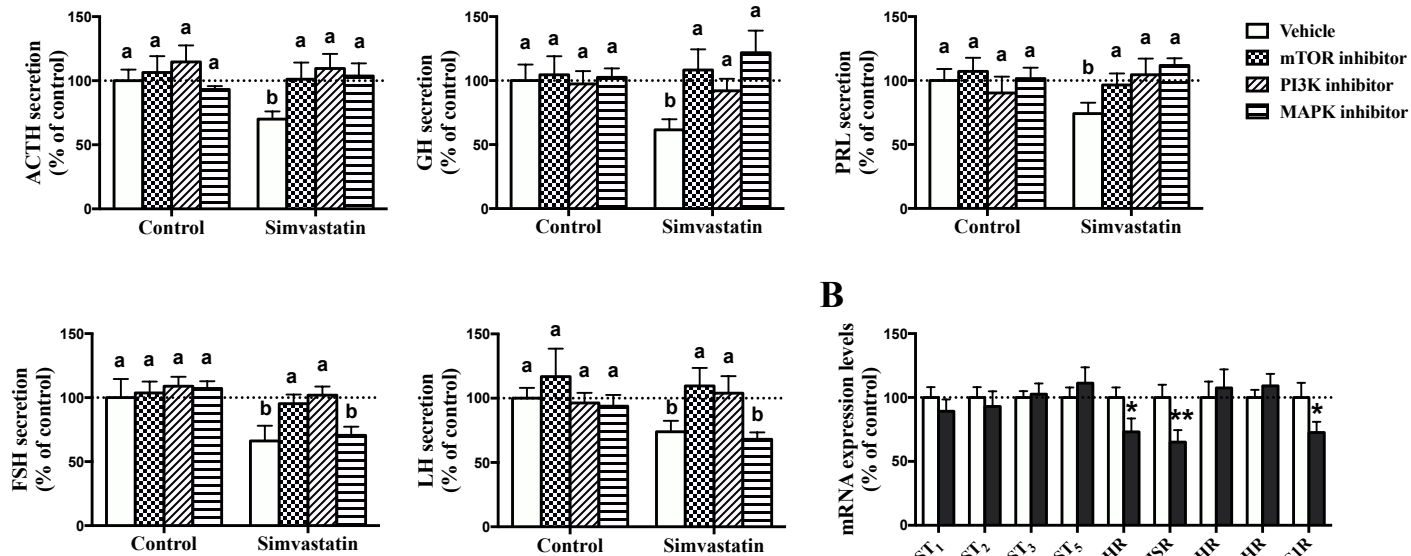 150
100
50
0
ACTH secretion
(% of control)
a a a a b a a a
Control Simvastatin
150
100
50
0
GH secretion
(% of control)
a a a a b a a a
Control Simvastatin
150
100
50
0
PRL secretion
(% of control)
a a a a b a a a
Control Simvastatin
Vehicle
mTOR inhibitor
PI3K inhibitor
MAPK inhibitor
150
100
50
0
FSH secretion
(% of control)
a a a a b a a b
Control Simvastatin
150
100
50
0
LH secretion
(% of control)
a a a a b a a b
Control Simvastatin
B
150
100
50
0
mRNA expression levels
(% of control)
* ** *